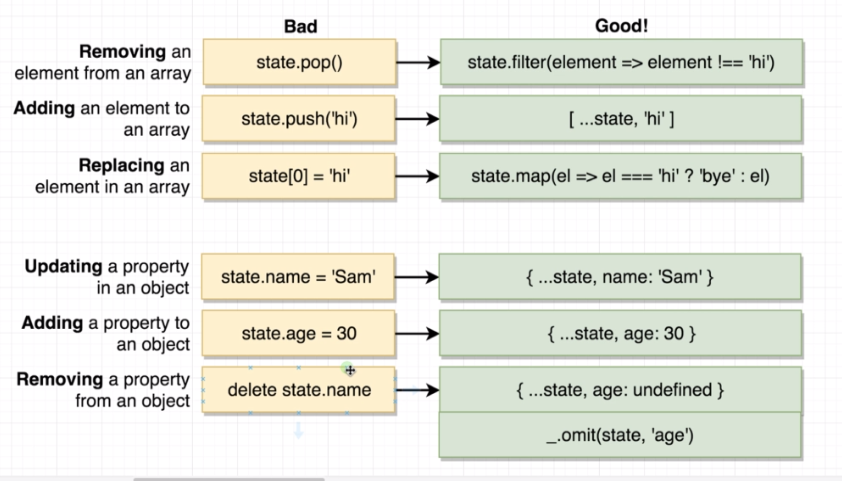 Bad
Good!
Removing an
element from an array
state.pop()
state.filter(element => element !== 'hi')
Adding an element to
an array
state.push('hi')
[ ...state, 'hi' ]
Replacing an
element in an array
state[0] = 'hi'
state.map(el => el === 'hi' ? 'bye' : el)
Updating a property
in an object
state.name = 'Sam'
{ ...state, name: 'Sam' }
Adding a property to
an object
state.age = 30
{ ...state, age: 30 }
Removing a property
from an object
delete state.name
{ ...state, age: undefined }
_.omit(state, 'age')